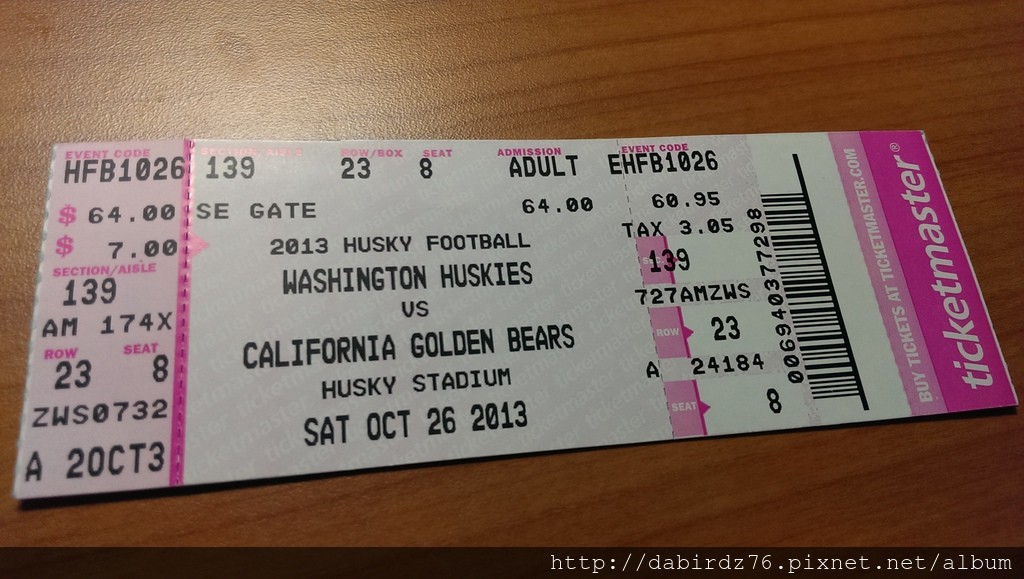 EVENT CODE
HFB1026
$ 64.00
$ 7.00
SECTION/AISLE
139
AM 174X
ROW SEAT
23 8
ZWS0732
A 2OCT3
SECTION/AISLE ROW/BOX SEAT ADMISSION EVENT CODE
139 23 8 ADULT EHFB1026
SE GATE 64.00
2013 HUSKY FOOTBALL
WASHINGTON HUSKIES
VS
CALIFORNIA GOLDEN BEARS
HUSKY STADIUM
SAT OCT 26 2013
60.95
TAX 3.05
139
727AMZWS
ROW 23
A 24184
SEAT 8
006940377298
BUY TICKETS AT TICKETMASTER.COM
ticketmaster®
http://dabirdz76.pixnet.net/album